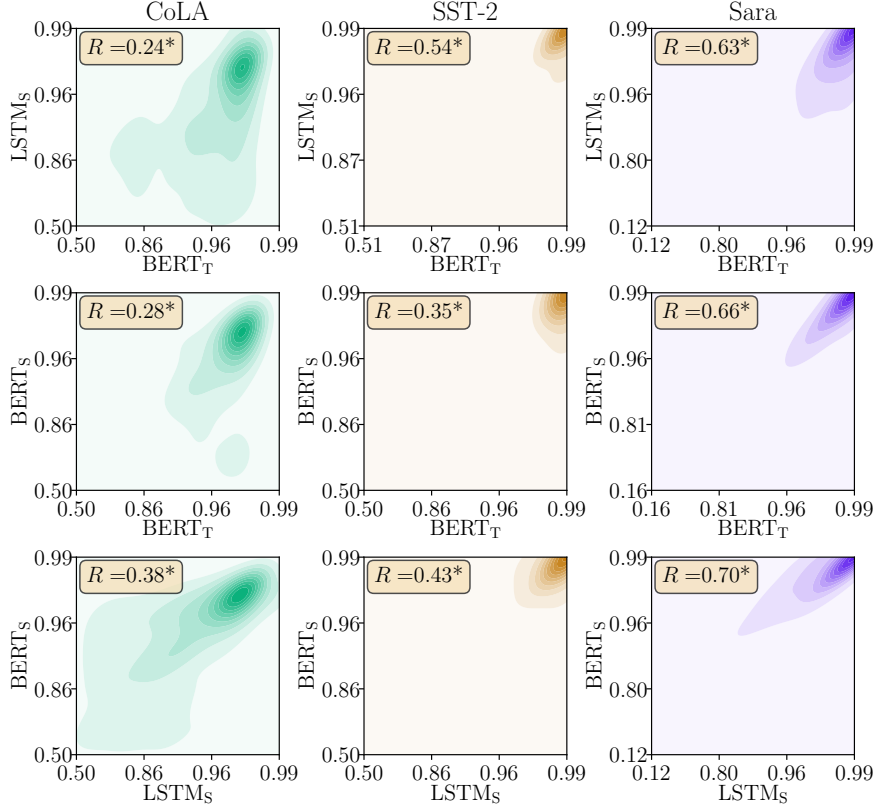 CoLA SST-2 Sara
R =0.24* R =0.54* R =0.63*
0.99 0.99 0.99
0.96 0.96 0.96
0.86 0.87 0.80
0.50 0.51 0.12
LSTM_S LSTM_S LSTM_S
0.50 0.86 0.96 0.99 0.51 0.87 0.96 0.99 0.12 0.80 0.96 0.99
BERT_T BERT_T BERT_T
R =0.28* R =0.35* R =0.66*
0.99 0.99 0.99
0.96 0.96 0.96
0.86 0.86 0.81
0.50 0.50 0.16
BERT_S BERT_S BERT_S
0.50 0.86 0.96 0.99 0.50 0.86 0.96 0.99 0.16 0.81 0.96 0.99
BERT_T BERT_T BERT_T
R =0.38* R =0.43* R =0.70*
0.99 0.99 0.99
0.96 0.96 0.96
0.86 0.86 0.80
0.50 0.50 0.12
BERT_S BERT_S BERT_S
0.50 0.86 0.96 0.99 0.50 0.86 0.96 0.99 0.12 0.80 0.96 0.99
LSTM_S LSTM_S LSTM_S